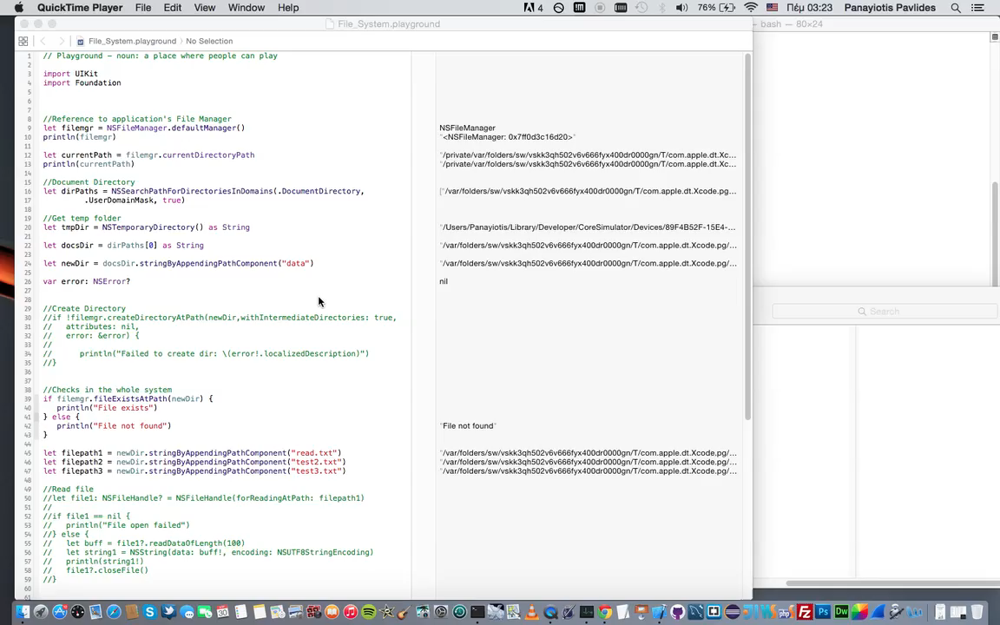 QuickTime Player File Edit View Window Help 4 76% Πέμ 03:23 Panayiotis Pavlides
File_System.playground
bash — 80×24
File_System.playground › No Selection
1 // Playground - noun: a place where people can play
2
3 import UIKit
4 import Foundation
5
6
7
8 //Reference to application's File Manager
9 let filemgr = NSFileManager.defaultManager() NSFileManager
10 println(filemgr) "<NSFileManager: 0x7ff0d3c16d20>"
11
12 let currentPath = filemgr.currentDirectoryPath "/private/var/folders/sw/vskk3qh502v6v666fyx400dr0000gn/T/com.apple.dt.Xc...
13 println(currentPath) "/private/var/folders/sw/vskk3qh502v6v666fyx400dr0000gn/T/com.apple.dt.Xc...
14
15 //Document Directory
16 let dirPaths = NSSearchPathForDirectoriesInDomains(.DocumentDirectory, ["/var/folders/sw/vskk3qh502v6v666fyx400dr0000gn/T/com.apple.dt.Xcode.pg...
17 .UserDomainMask, true)
18
19 //Get temp folder
20 let tmpDir = NSTemporaryDirectory() as String "/Users/Panayiotis/Library/Developer/CoreSimulator/Devices/89F4B52F-15E4-...
21
22 let docsDir = dirPaths[0] as String "/var/folders/sw/vskk3qh502v6v666fyx400dr0000gn/T/com.apple.dt.Xcode.pg/...
23
24 let newDir = docsDir.stringByAppendingPathComponent("data") "/var/folders/sw/vskk3qh502v6v666fyx400dr0000gn/T/com.apple.dt.Xcode.pg/...
25
26 var error: NSError? nil
27
28
29 //Create Directory
30 //if !filemgr.createDirectoryAtPath(newDir,withIntermediateDirectories: true,
31 // attributes: nil,
32 // error: &error) {
33 //
34 // println("Failed to create dir: \(error!.localizedDescription)")
35 //}
36
37
38 //Checks in the whole system
39 if filemgr.fileExistsAtPath(newDir) {
40 println("File exists")
41 } else {
42 println("File not found") "File not found"
43 }
44
45 let filepath1 = newDir.stringByAppendingPathComponent("read.txt") "/var/folders/sw/vskk3qh502v6v666fyx400dr0000gn/T/com.apple.dt.Xcode.pg/...
46 let filepath2 = newDir.stringByAppendingPathComponent("test2.txt") "/var/folders/sw/vskk3qh502v6v666fyx400dr0000gn/T/com.apple.dt.Xcode.pg/...
47 let filepath3 = newDir.stringByAppendingPathComponent("test3.txt") "/var/folders/sw/vskk3qh502v6v666fyx400dr0000gn/T/com.apple.dt.Xcode.pg/...
48
49 //Read file
50 //let file1: NSFileHandle? = NSFileHandle(forReadingAtPath: filepath1)
51 //
52 //if file1 == nil {
53 // println("File open failed")
54 //} else {
55 // let buff = file1?.readDataOfLength(100)
56 // let string1 = NSString(data: buff!, encoding: NSUTF8StringEncoding)
57 // println(string1!)
58 // file1?.closeFile()
59 //}
60
61
Search
30
php Fz Ps Dw